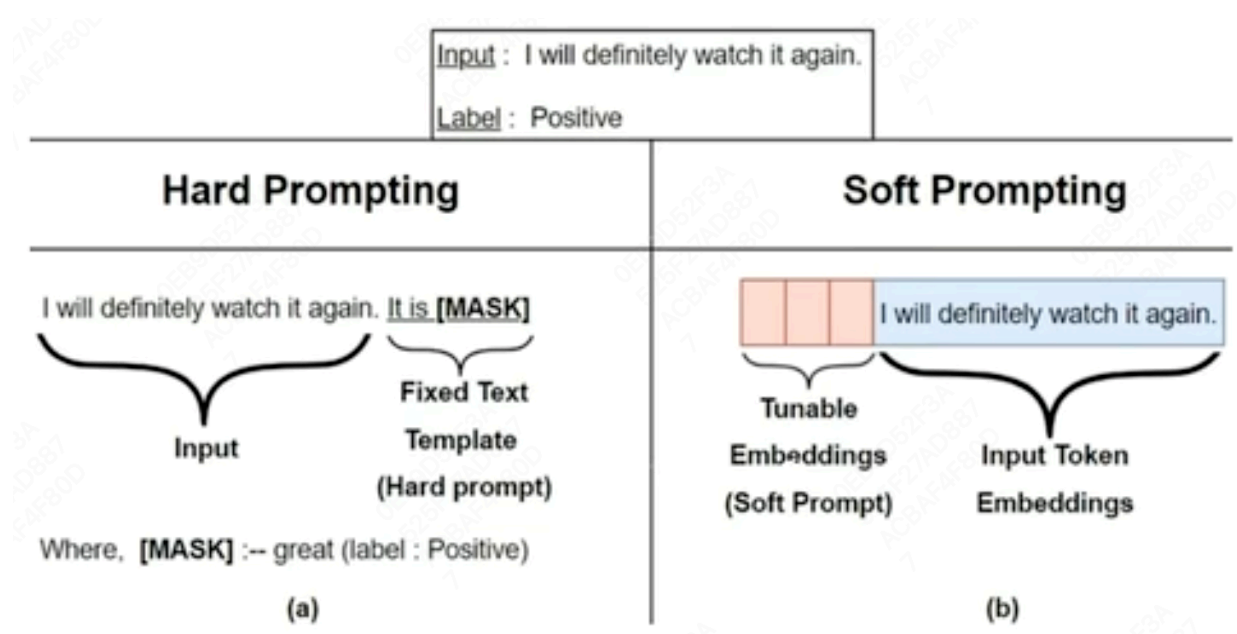 Input : I will definitely watch it again.
Label : Positive
Hard Prompting
Soft Prompting
I will definitely watch it again. It is [MASK]
Input
Fixed Text
Template
(Hard prompt)
Where, [MASK] :-- great (label : Positive)
(a)
I will definitely watch it again.
Tunable
Embeddings
(Soft Prompt)
Input Token
Embeddings
(b)